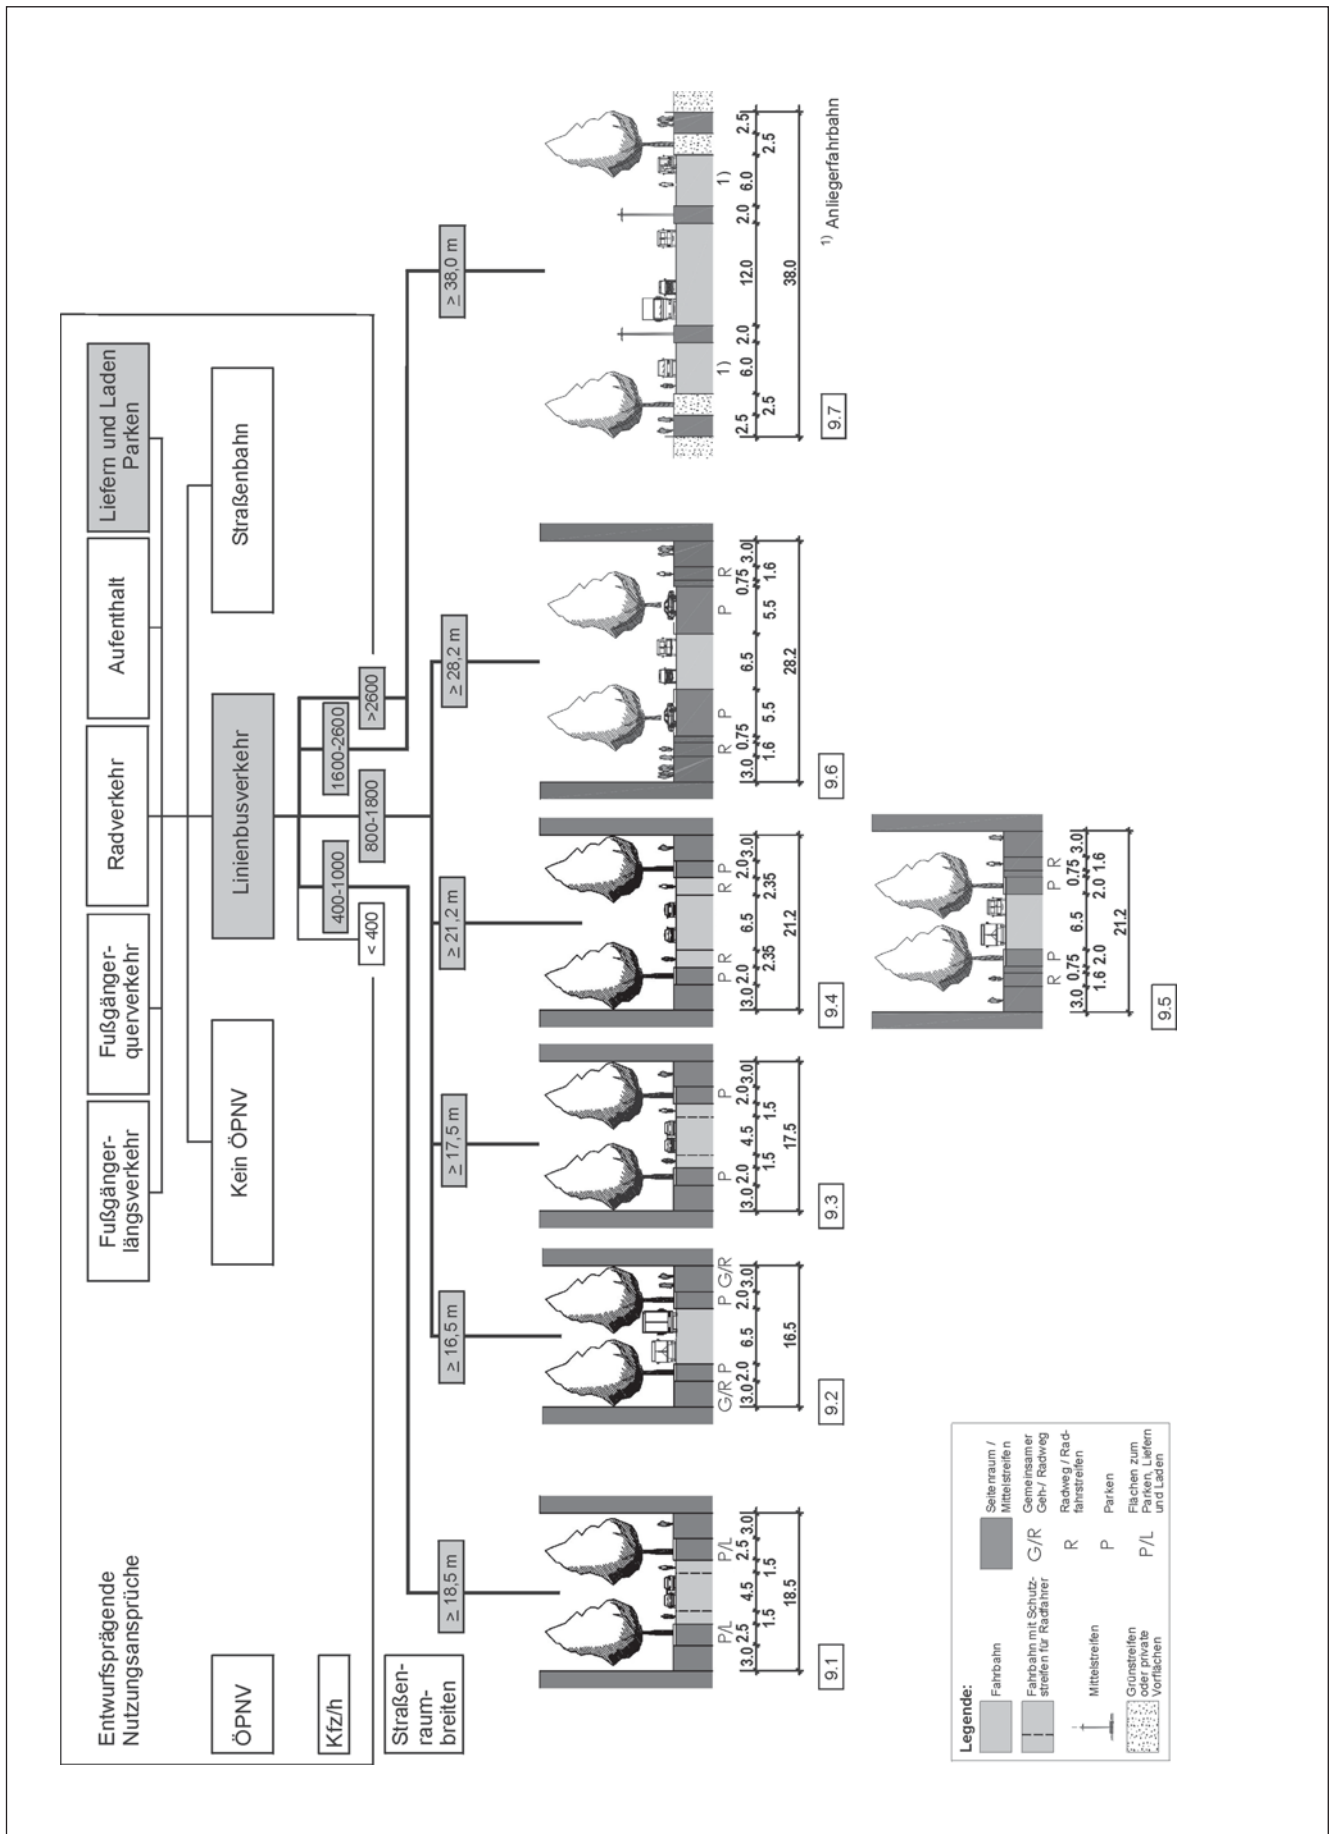 Entwurfsprägende
Nutzungsansprüche
Fußgänger-
längsverkehr
Fußgänger-
querverkehr
Radverkehr
Aufenthalt
Liefern und Laden
Parken
ÖPNV
Kein ÖPNV
Linienbusverkehr
Straßenbahn
Kfz/h
< 400
400-1000
800-1800
1600-2600
>2600
Straßen-
raum-
breiten
≥ 18,5 m
≥ 16,5 m
≥ 17,5 m
≥ 21,2 m
≥ 28,2 m
≥ 38,0 m
P/L P/L
3.0 2.5 4.5 2.5 3.0
1.5 1.5
18.5
9.1
G/R P P G/R
3.0 2.0 6.5 2.0 3.0
16.5
9.2
P P
3.0 2.0 4.5 2.0 3.0
1.5 1.5
17.5
9.3
P R R P
3.0 2.0 6.5 2.0 3.0
2.35 2.35
21.2
9.4
R P P R
3.0 0.75 6.5 0.75 3.0
1.6 2.0 2.0 1.6
21.2
9.5
R P P R
3.0 0.75 5.5 6.5 5.5 0.75 3.0
1.6 1.6
28.2
9.6
1) 1)
2.5 6.0 2.0 12.0 2.0 6.0 2.5
2.5 2.5
38.0
9.7
1) Anliegerfahrbahn
Legende:
Fahrbahn
Fahrbahn mit Schutz-
streifen für Radfahrer
Mittelstreifen
Grünstreifen
oder private
Vorflächen
Seitenraum /
Mittelstreifen
G/R Gemeinsamer
Geh-/ Radweg
R Radweg / Rad-
fahrstreifen
P Parken
P/L Flächen zum
Parken, Liefern
und Laden